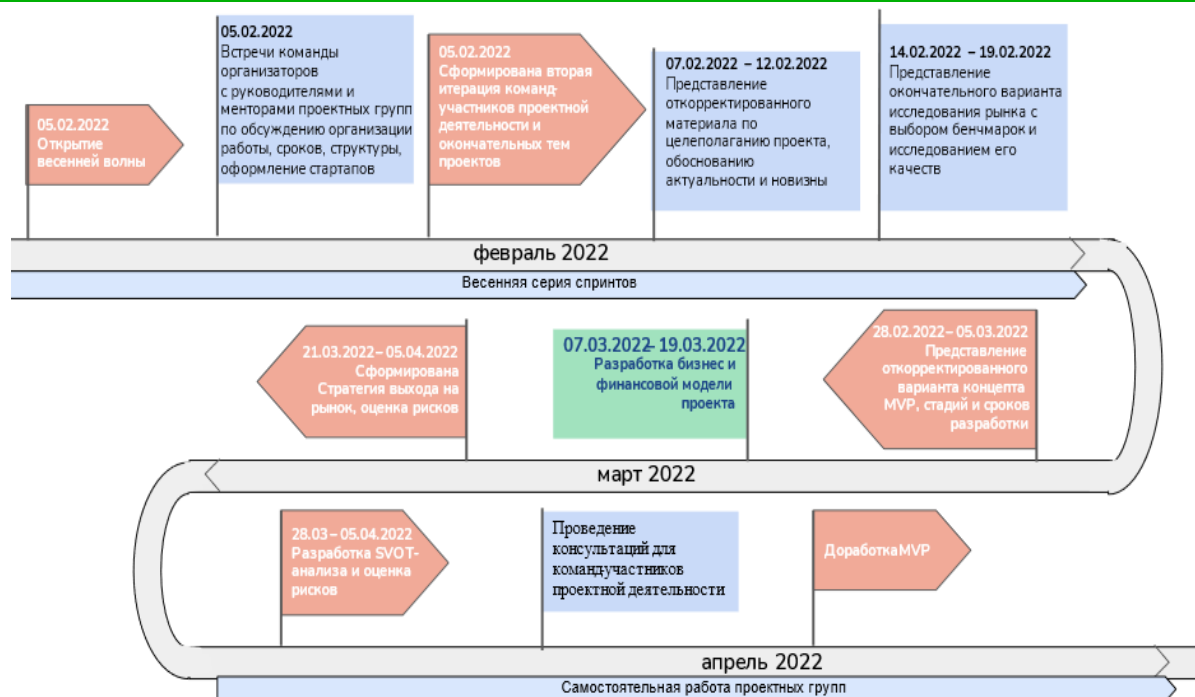 05.02.2022
Открытие
весенней волны
05.02.2022
Встречи команды
организаторов
с руководителями и
менторами проектных групп
по обсуждению организации
работы, сроков, структуры,
оформление стартапов
05.02.2022
Сформирована вторая
итерация команд-
участников проектной
деятельности и
окончательных тем
проектов
07.02.2022 – 12.02.2022
Представление
откорректированного
материала по
целеполаганию проекта,
обоснованию
актуальности и новизны
14.02.2022 – 19.02.2022
Представление
окончательного варианта
исследования рынка с
выбором бенчмарок и
исследованием его
качеств
февраль 2022
Весенняя серия спринтов
28.02.2022– 05.03.2022
Представление
откорректированного
варианта концепта
MVP, стадий и сроков
разработки
07.03.2022– 19.03.2022
Разработка бизнес и
финансовой модели
проекта
21.03.2022– 05.04.2022
Сформирована
Стратегия выхода на
рынок, оценка рисков
март 2022
28.03 – 05.04.2022
Разработка SVOT-
анализа и оценка
рисков
Проведение
консультаций для
команд-участников
проектной деятельности
Доработка MVP
апрель 2022
Самостоятельная работа проектных групп